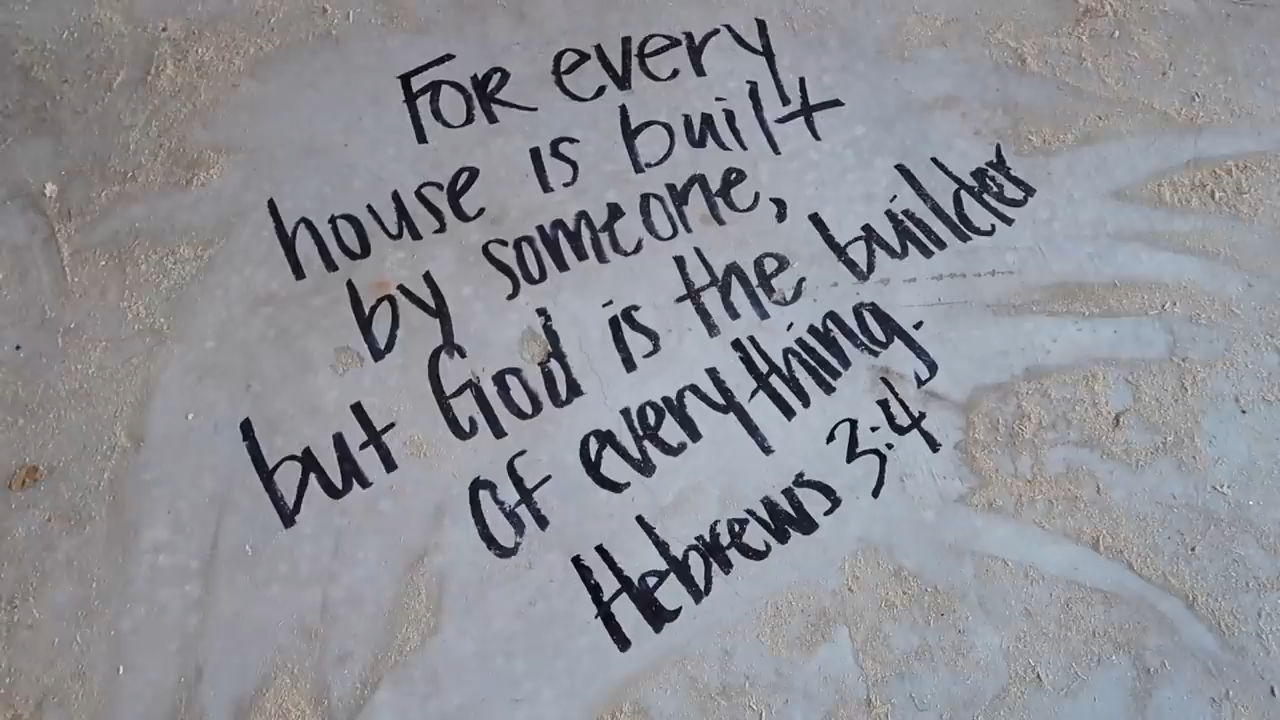 For every
house is built
by someone,
but God is the builder
of everything.
Hebrews 3:4